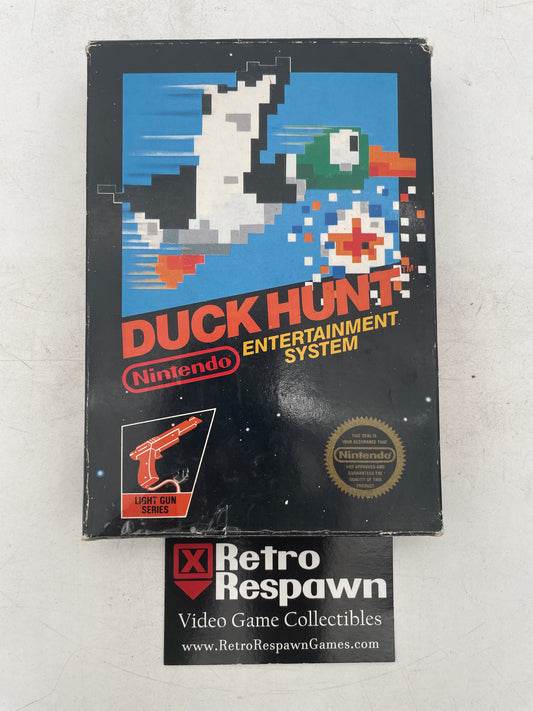 DUCK HUNT™
Nintendo®
ENTERTAINMENT
SYSTEM
LIGHT GUN
SERIES
THIS SEAL IS
YOUR ASSURANCE THAT
Nintendo
HAS APPROVED AND
GUARANTEED THE
QUALITY OF THIS
PRODUCT
X Retro
Respawn
Video Game Collectibles
www.RetroRespawnGames.com